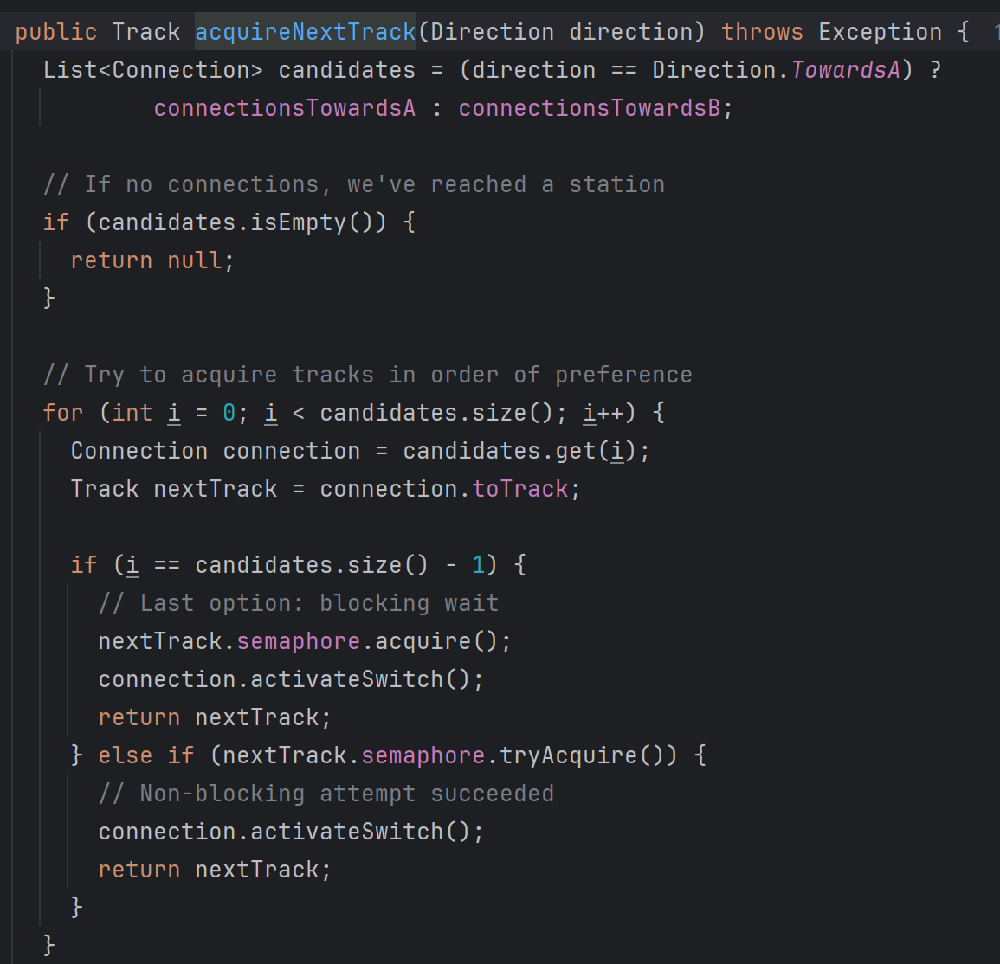 public Track acquireNextTrack(Direction direction) throws Exception {
List<Connection> candidates = (direction == Direction.TowardsA) ?
connectionsTowardsA : connectionsTowardsB;
// If no connections, we've reached a station
if (candidates.isEmpty()) {
return null;
}
// Try to acquire tracks in order of preference
for (int i = 0; i < candidates.size(); i++) {
Connection connection = candidates.get(i);
Track nextTrack = connection.toTrack;
if (i == candidates.size() - 1) {
// Last option: blocking wait
nextTrack.semaphore.acquire();
connection.activateSwitch();
return nextTrack;
} else if (nextTrack.semaphore.tryAcquire()) {
// Non-blocking attempt succeeded
connection.activateSwitch();
return nextTrack;
}
}